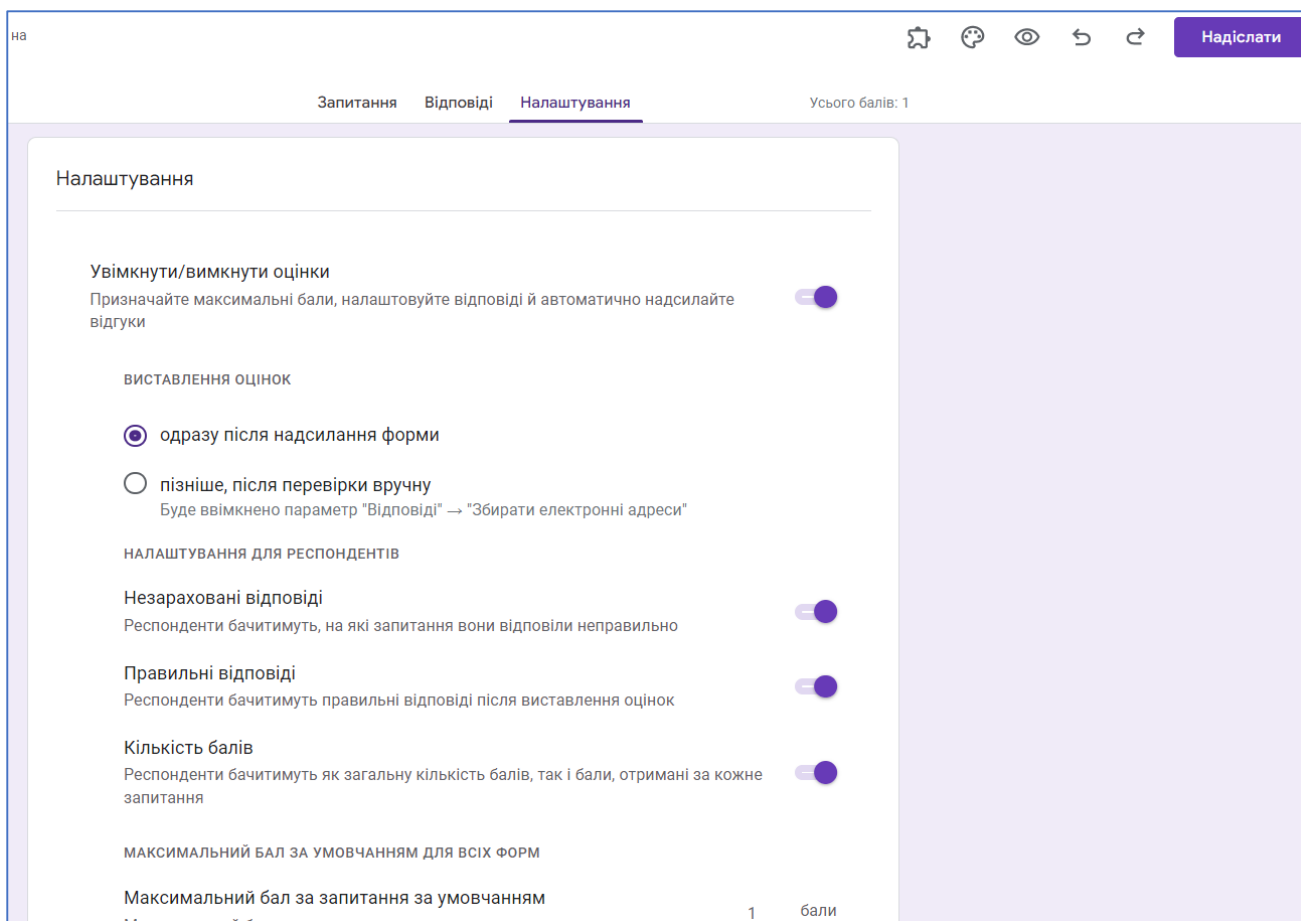 на
Надіслати
Запитання Відповіді Налаштування Усього балів: 1
Налаштування
Увімкнути/вимкнути оцінки
Призначайте максимальні бали, налаштовуйте відповіді й автоматично надсилайте
відгуки
ВИСТАВЛЕННЯ ОЦІНОК
одразу після надсилання форми
пізніше, після перевірки вручну
Буде ввімкнено параметр "Відповіді" → "Збирати електронні адреси"
НАЛАШТУВАННЯ ДЛЯ РЕСПОНДЕНТІВ
Незараховані відповіді
Респонденти бачитимуть, на які запитання вони відповіли неправильно
Правильні відповіді
Респонденти бачитимуть правильні відповіді після виставлення оцінок
Кількість балів
Респонденти бачитимуть як загальну кількість балів, так і бали, отримані за кожне
запитання
МАКСИМАЛЬНИЙ БАЛ ЗА УМОВЧАННЯМ ДЛЯ ВСІХ ФОРМ
Максимальний бал за запитання за умовчанням
1 бали